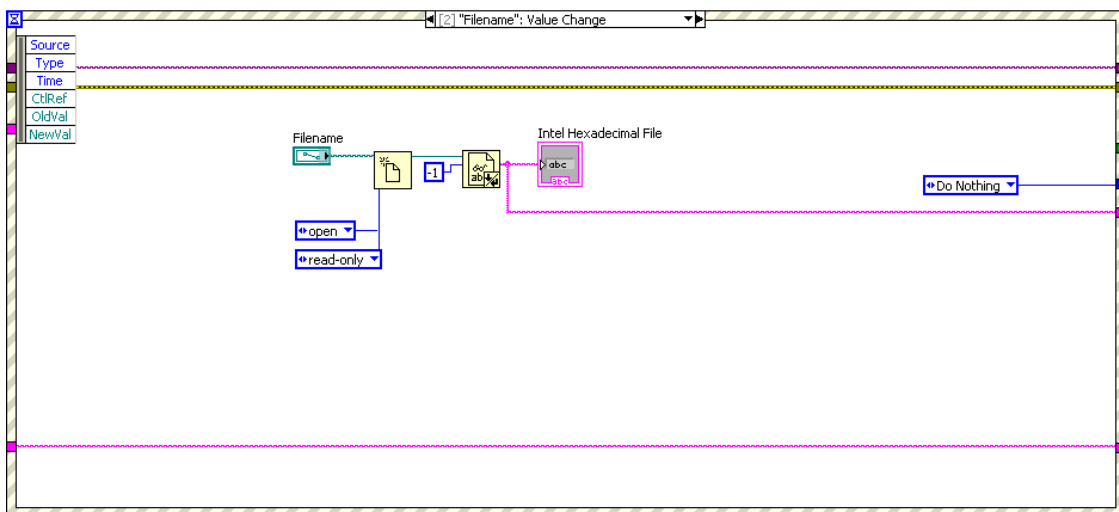 [2] "Filename": Value Change
Source
Type
Time
CtlRef
OldVal
NewVal
Filename
Intel Hexadecimal File
-1
abc
abc
open
read-only
Do Nothing